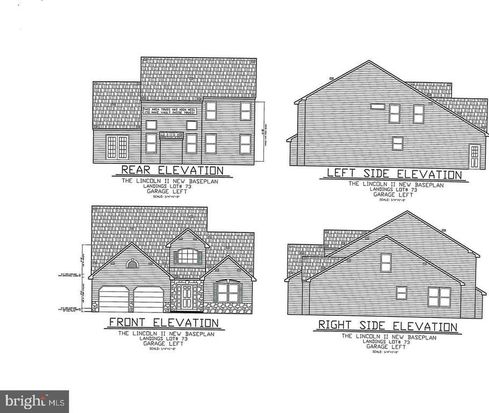 REAR ELEVATION
THE LINCOLN II NEW BASEPLAN
LANDINGS LOT# 73
GARAGE LEFT
LEFT SIDE ELEVATION
THE LINCOLN II NEW BASEPLAN
LANDINGS LOT# 73
GARAGE LEFT
FRONT ELEVATION
THE LINCOLN II NEW BASEPLAN
LANDINGS LOT# 73
GARAGE LEFT
RIGHT SIDE ELEVATION
THE LINCOLN II NEW BASEPLAN
LANDINGS LOT# 73
GARAGE LEFT
bright MLS